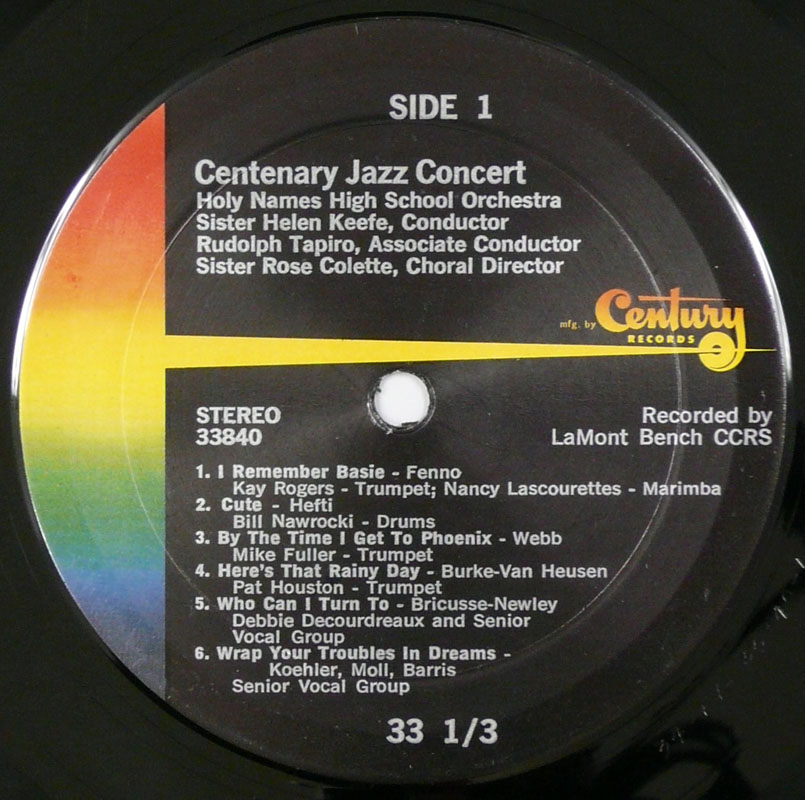 SIDE 1
Centenary Jazz Concert
Holy Names High School Orchestra
Sister Helen Keefe, Conductor
Rudolph Tapiro, Associate Conductor
Sister Rose Colette, Choral Director
mfg. by Century
RECORDS
STEREO
33840
Recorded by
LaMont Bench CCRS
1. I Remember Basie - Fenno
Kay Rogers - Trumpet; Nancy Lascourettes - Marimba
2. Cute - Hefti
Bill Nawrocki - Drums
3. By The Time I Get To Phoenix - Webb
Mike Fuller - Trumpet
4. Here's That Rainy Day - Burke-Van Heusen
Pat Houston - Trumpet
5. Who Can I Turn To - Bricusse-Newley
Debbie Decourdreaux and Senior
Vocal Group
6. Wrap Your Troubles In Dreams -
Koehler, Moll, Barris
Senior Vocal Group
33 1/3